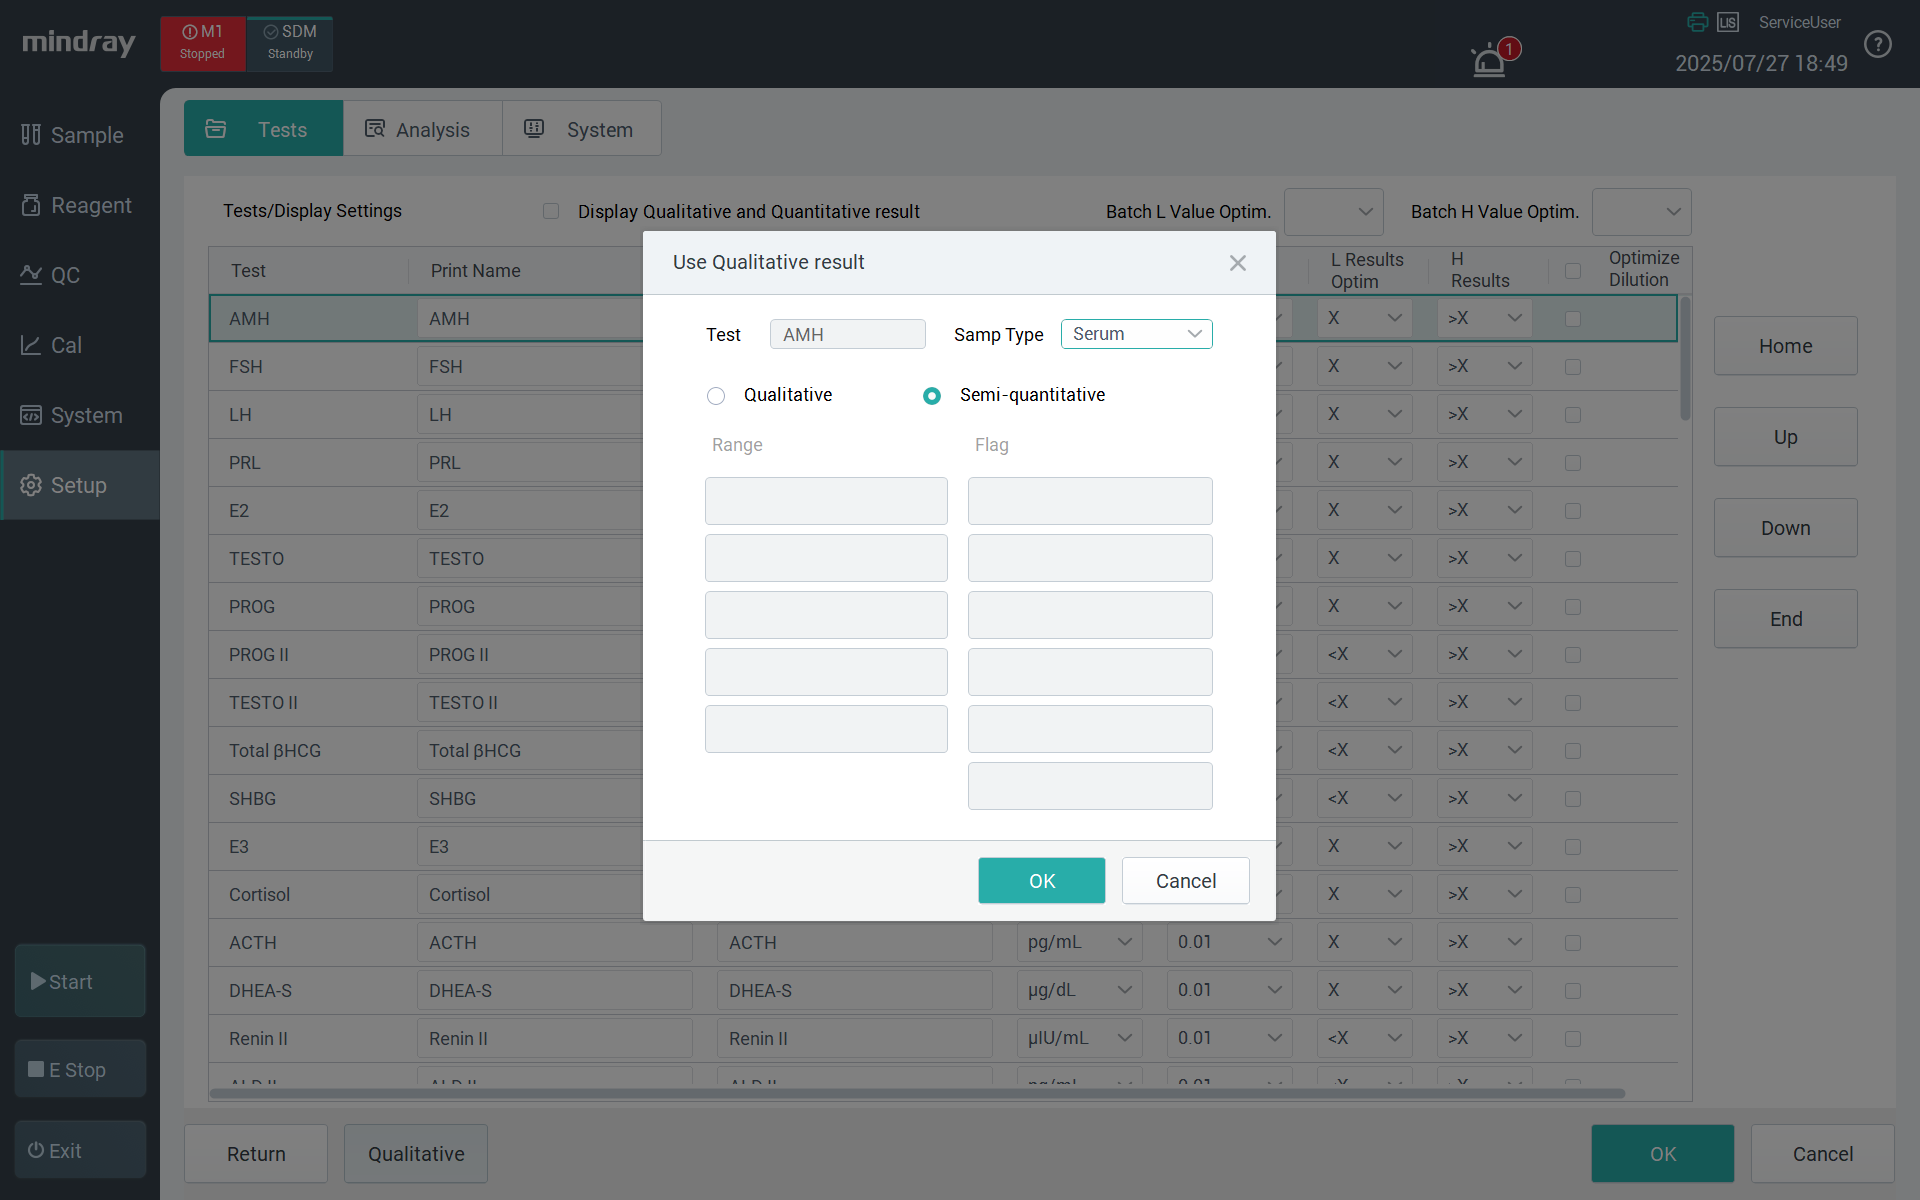 mindray
M1
Stopped
SDM
Standby
1
LIS
ServiceUser
2025/07/27 18:49
?
Sample
Reagent
QC
Cal
System
Setup
Start
E Stop
Exit
Tests
Analysis
System
Tests/Display Settings
Display Qualitative and Quantitative result
Batch L Value Optim.
Batch H Value Optim.
Test
Print Name
L Results
Optim
H
Results
Optimize
Dilution
AMH AMH X >X
FSH FSH X >X
LH LH X >X
PRL PRL X >X
E2 E2 X >X
TESTO TESTO X >X
PROG PROG X >X
PROG II PROG II <X >X
TESTO II TESTO II <X >X
Total βHCG Total βHCG <X >X
SHBG SHBG <X >X
E3 E3 X >X
Cortisol Cortisol X >X
ACTH ACTH ACTH pg/mL 0.01 X >X
DHEA-S DHEA-S DHEA-S µg/dL 0.01 X >X
Renin II Renin II Renin II µIU/mL 0.01 <X >X
Use Qualitative result
Test
AMH
Samp Type
Serum
Qualitative
Semi-quantitative
Range
Flag
OK
Cancel
Home
Up
Down
End
Return
Qualitative
OK
Cancel